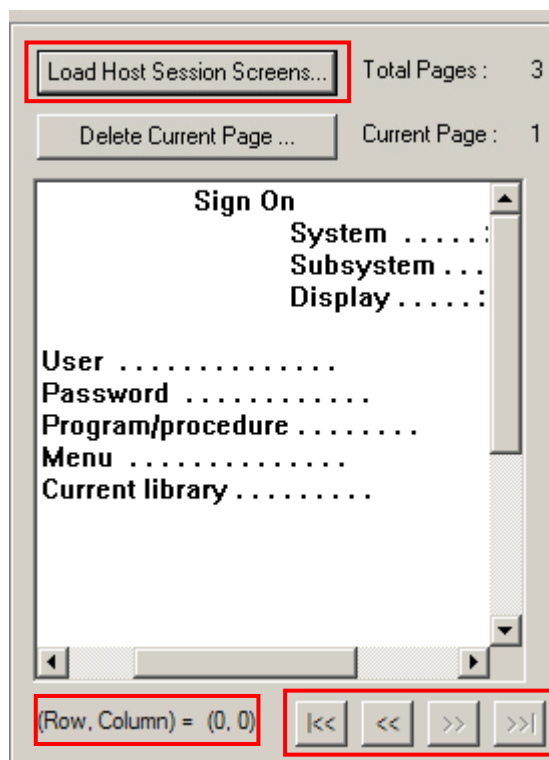 Load Host Session Screens... Total Pages : 3
Delete Current Page ... Current Page : 1
Sign On
System . . . . . :
Subsystem . . .
Display . . . . . :
User . . . . . . . . . . . . . .
Password . . . . . . . . . . . .
Program/procedure . . . . . . . .
Menu . . . . . . . . . . . . . .
Current library . . . . . . . . .
(Row, Column) = (0, 0) |<< << >> >>|